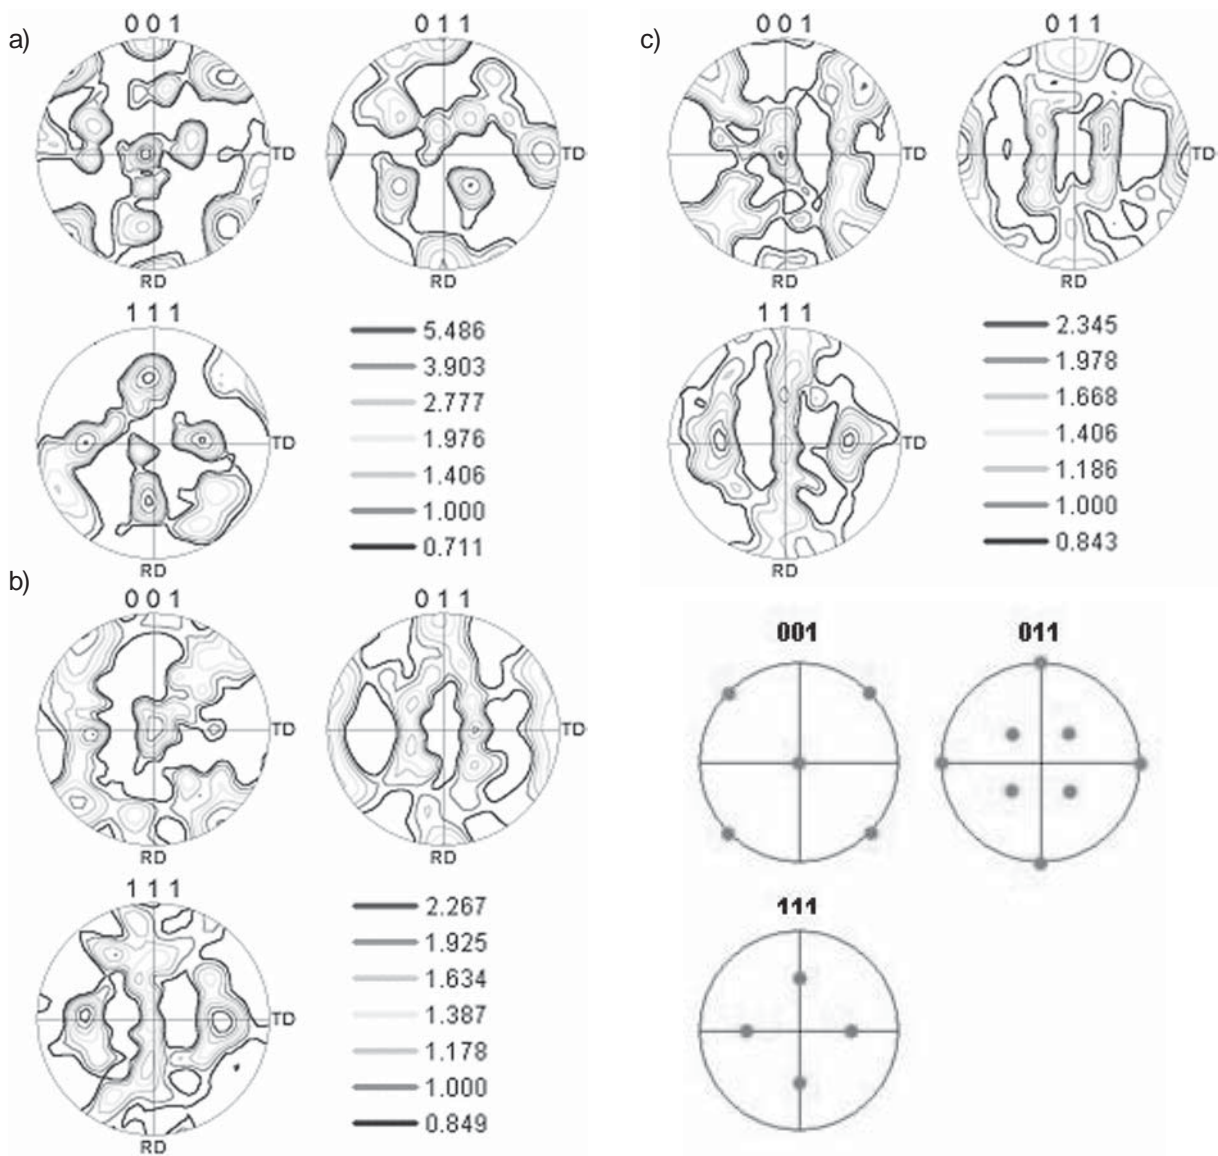 a)
0 0 1
0 1 1
TD
TD
RD
RD
1 1 1
TD
RD
5.486
3.903
2.777
1.976
1.406
1.000
0.711
b)
0 0 1
0 1 1
TD
TD
RD
RD
1 1 1
TD
RD
2.267
1.925
1.634
1.387
1.178
1.000
0.849
c)
0 0 1
0 1 1
TD
TD
RD
RD
1 1 1
TD
RD
2.345
1.978
1.668
1.406
1.186
1.000
0.843
001
011
111